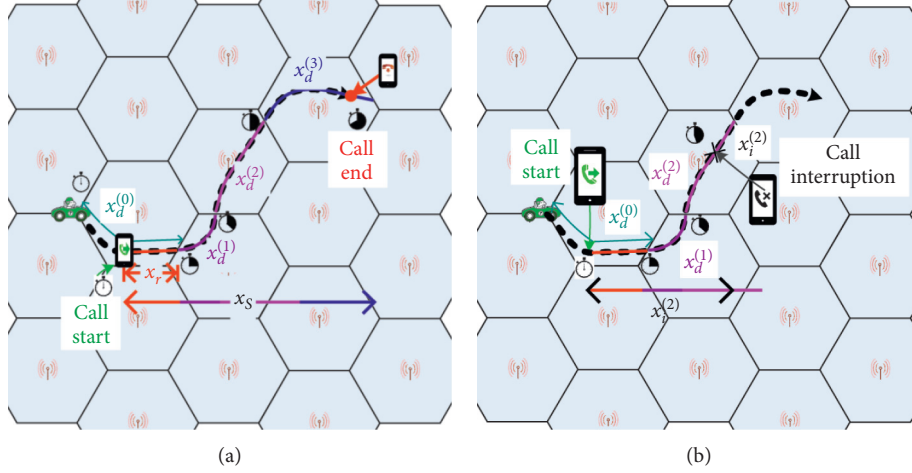 x_d^{(3)}
Call
end
x_d^{(2)}
x_d^{(0)}
x_d^{(1)}
x_r
x_S
Call
start
(a)
Call
start
x_i^{(2)}
Call
interruption
x_d^{(2)}
x_d^{(0)}
x_d^{(1)}
x_i^{(2)}
(b)